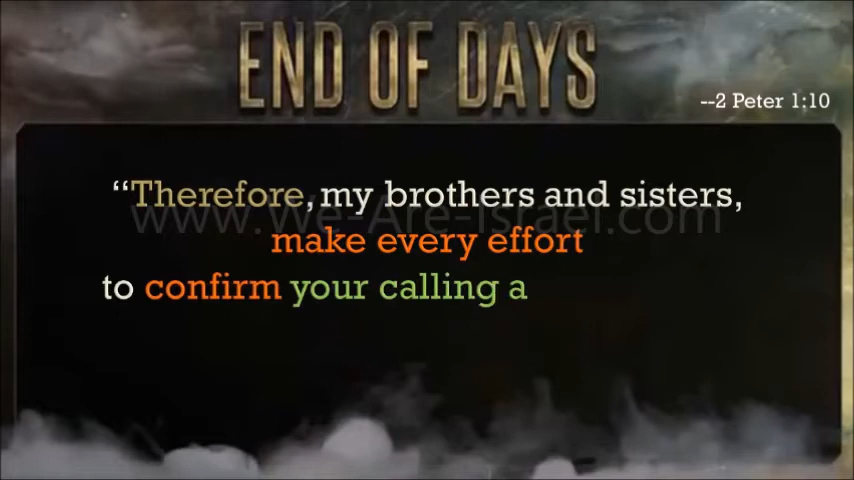 END OF DAYS
--2 Peter 1:10
“Therefore, my brothers and sisters,
www.We-Are-Israel.com
make every effort
to confirm your calling a